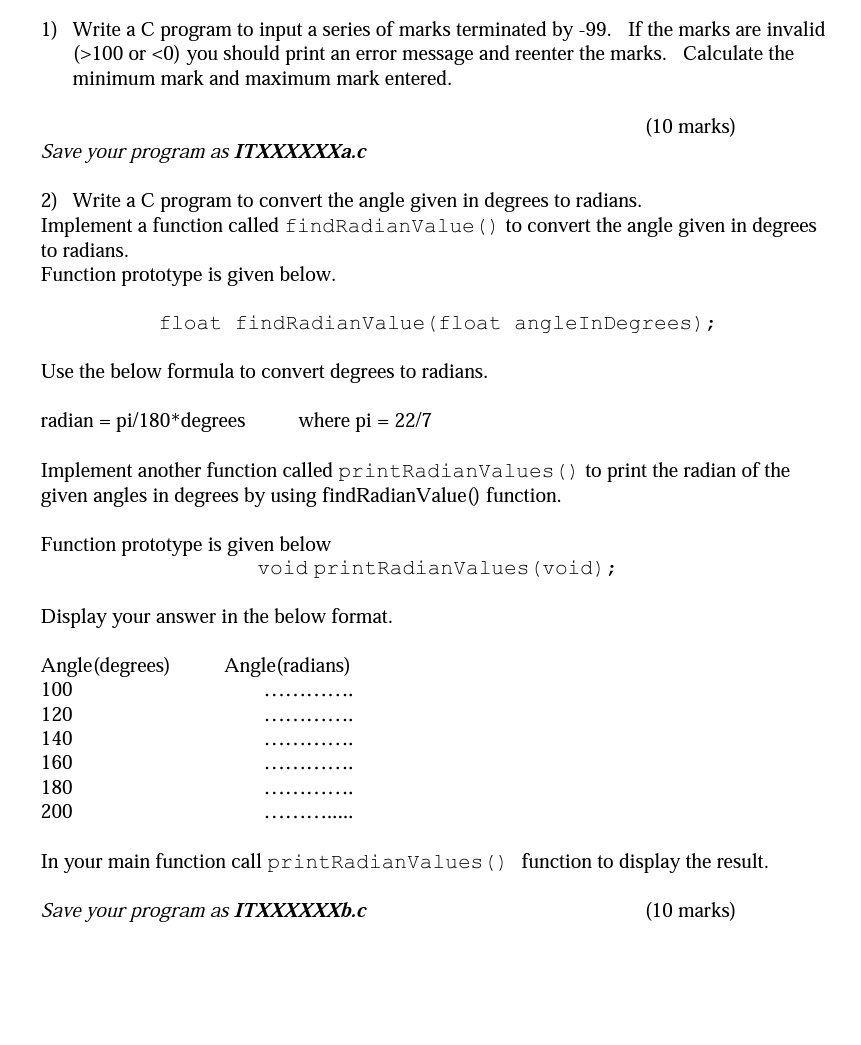 1) Write a C program to input a series of marks terminated by -99. If the marks are invalid
(>100 or <0) you should print an error message and reenter the marks. Calculate the
minimum mark and maximum mark entered.
(10 marks)
Save your program as ITXXXXXXa.c
2) Write a C program to convert the angle given in degrees to radians.
Implement a function called findRadianValue() to convert the angle given in degrees
to radians.
Function prototype is given below.
float findRadianValue(float angleInDegrees);
Use the below formula to convert degrees to radians.
radian = pi/180*degrees where pi = 22/7
Implement another function called printRadianValues() to print the radian of the
given angles in degrees by using findRadianValue() function.
Function prototype is given below
void printRadianValues(void);
Display your answer in the below format.
Angle(degrees) Angle(radians)
100 ………….
120 ………….
140 ………….
160 ………….
180 ………….
200 ……….....
In your main function call printRadianValues() function to display the result.
Save your program as ITXXXXXXb.c (10 marks)